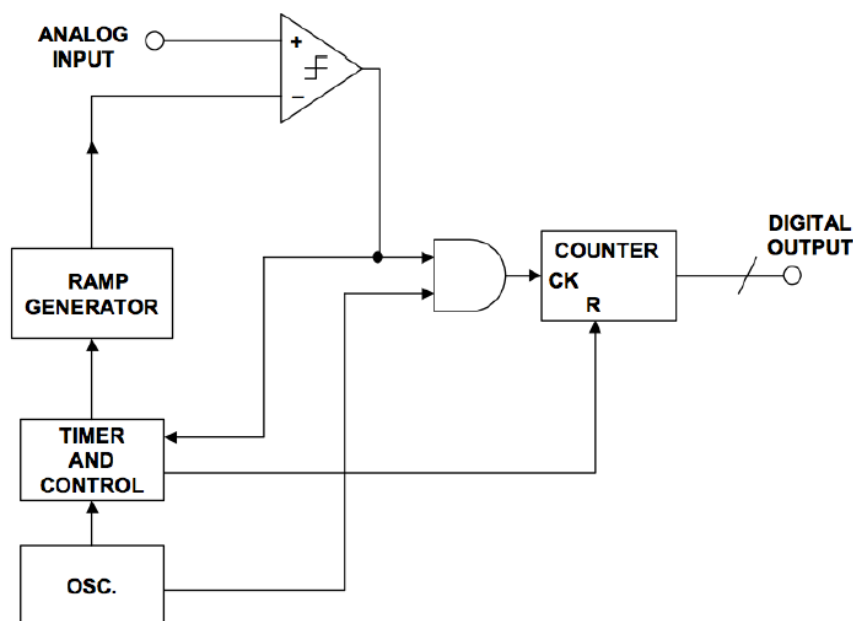 ANALOG
INPUT
+
−
RAMP
GENERATOR
COUNTER
CK
R
DIGITAL
OUTPUT
TIMER
AND
CONTROL
OSC.